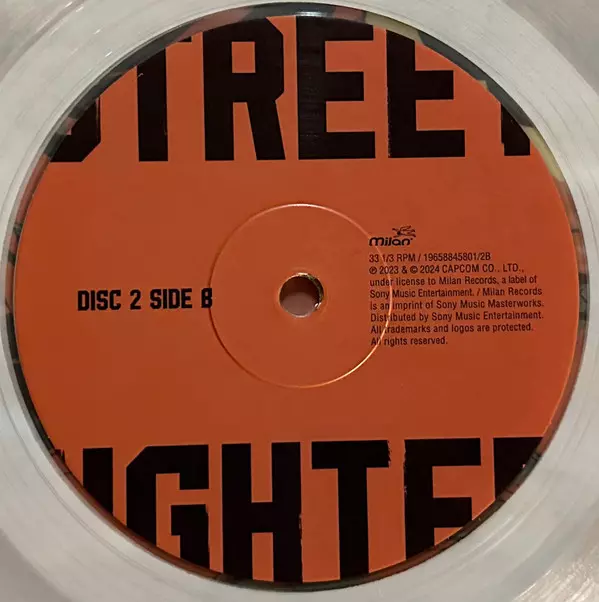 STREET
DISC 2 SIDE B
milan
33 1/3 RPM / 19658845801/2B
℗ 2023 & © 2024 CAPCOM CO., LTD.,
under license to Milan Records, a label of
Sony Music Entertainment. / Milan Records
is an imprint of Sony Music Masterworks.
Distributed by Sony Music Entertainment.
All trademarks and logos are protected.
All rights reserved.
IGHTER